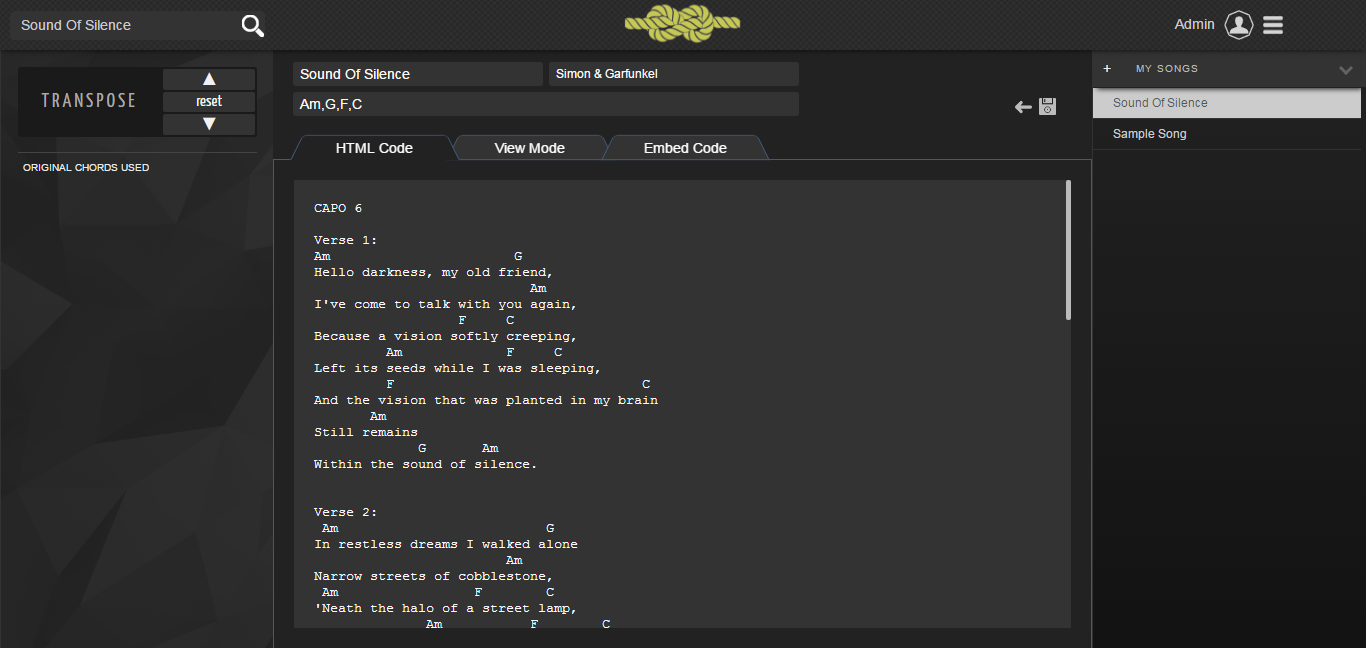 Sound Of Silence
Admin
TRANSPOSE
reset
ORIGINAL CHORDS USED
Sound Of Silence Simon & Garfunkel
Am,G,F,C
HTML Code View Mode Embed Code
CAPO 6
Verse 1:
Am                       G
Hello darkness, my old friend,
                           Am
I've come to talk with you again,
                  F     C
Because a vision softly creeping,
         Am             F     C
Left its seeds while I was sleeping,
         F                               C
And the vision that was planted in my brain
       Am
Still remains
             G       Am
Within the sound of silence.
Verse 2:
 Am                          G
In restless dreams I walked alone
                        Am
Narrow streets of cobblestone,
 Am                 F        C
'Neath the halo of a street lamp,
              Am           F        C
+ MY SONGS
Sound Of Silence
Sample Song